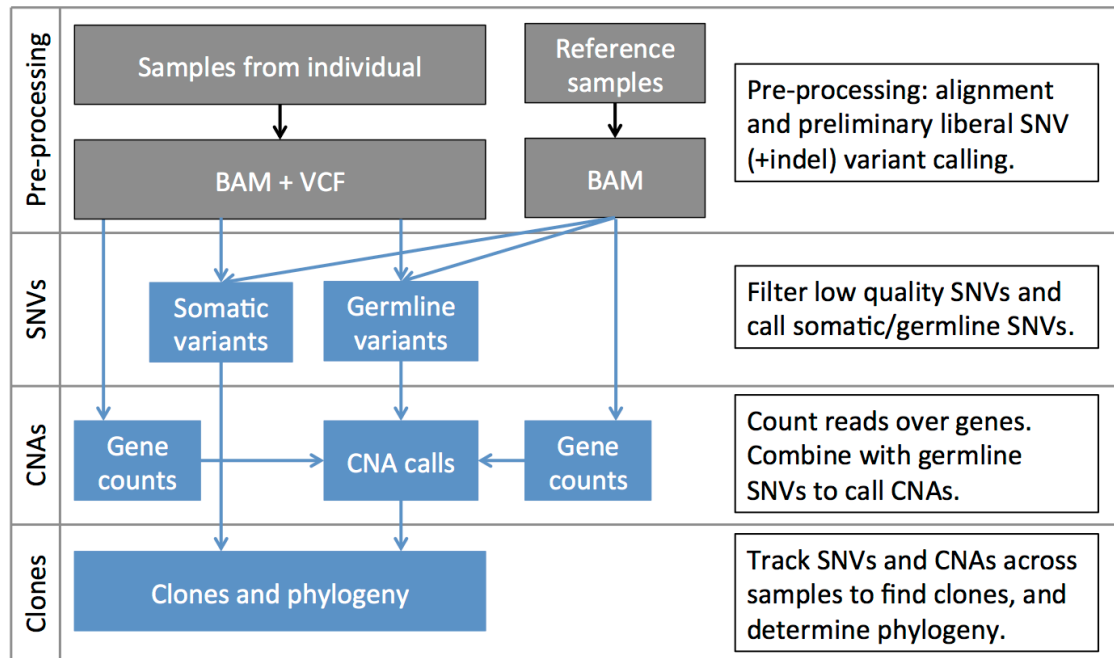 Pre-processing
Samples from individual
Reference
samples
BAM + VCF
BAM
Pre-processing: alignment
and preliminary liberal SNV
(+indel) variant calling.
SNVs
Somatic
variants
Germline
variants
Filter low quality SNVs and
call somatic/germline SNVs.
CNAs
Gene
counts
CNA calls
Gene
counts
Count reads over genes.
Combine with germline
SNVs to call CNAs.
Clones
Clones and phylogeny
Track SNVs and CNAs across
samples to find clones, and
determine phylogeny.